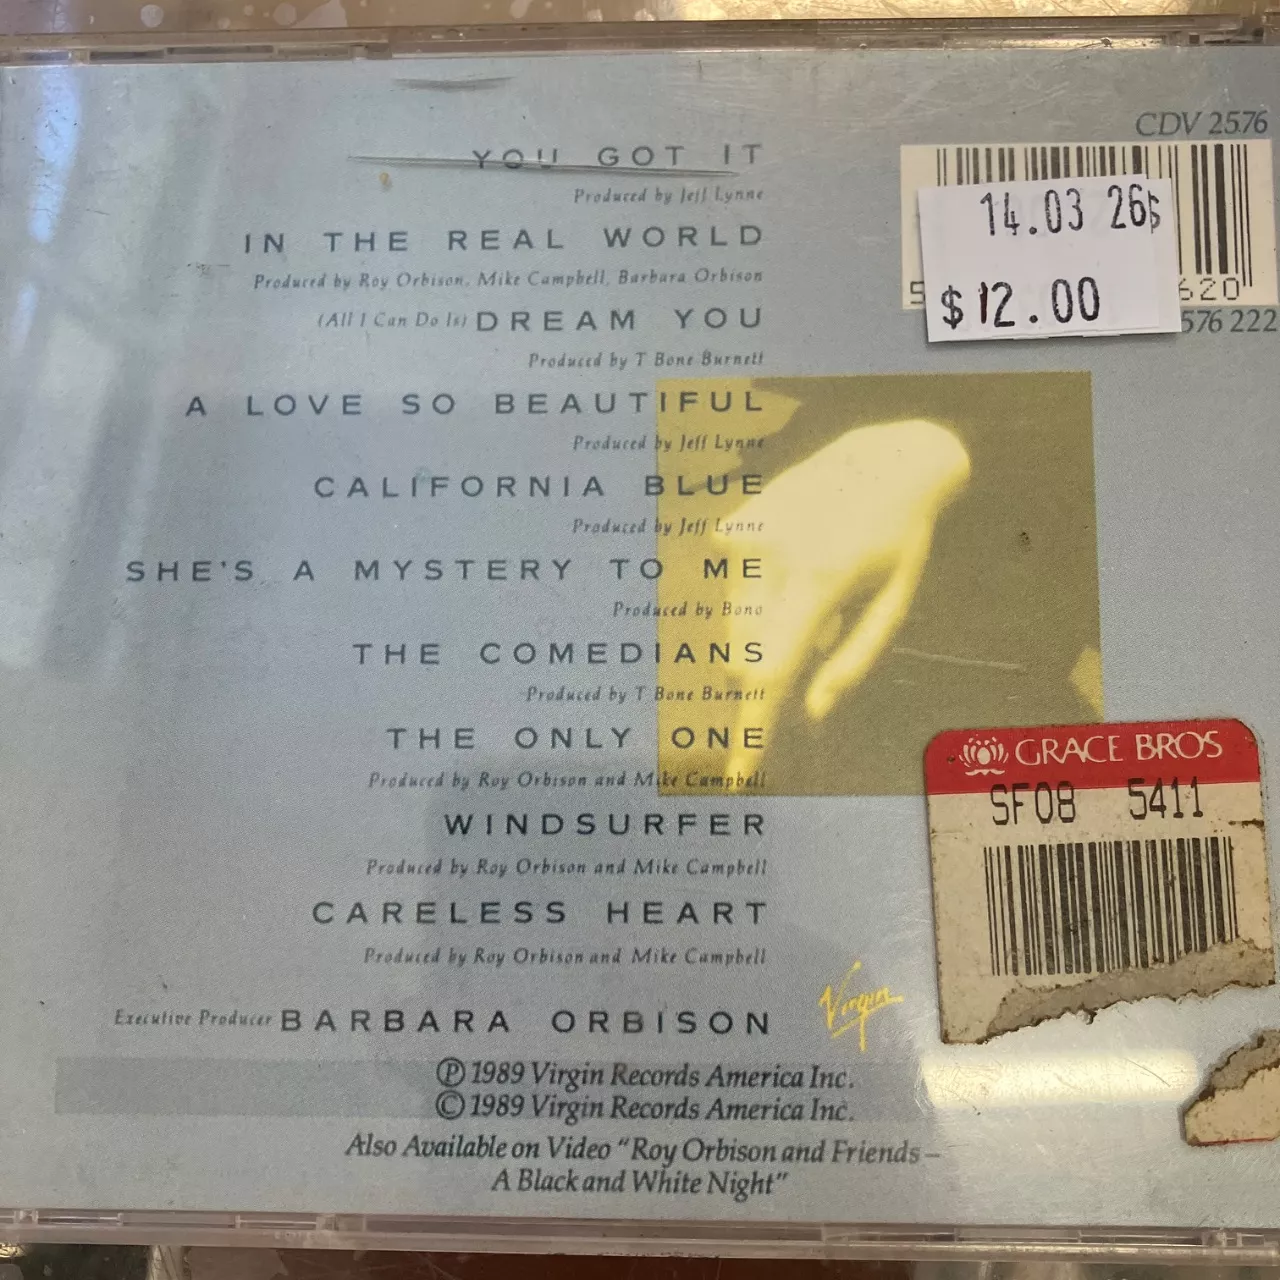 CDV 2576
YOU GOT IT
Produced by Jeff Lynne
IN THE REAL WORLD
Produced by Roy Orbison, Mike Campbell, Barbara Orbison
(All I Can Do Is) DREAM YOU
Produced by T Bone Burnett
A LOVE SO BEAUTIFUL
Produced by Jeff Lynne
CALIFORNIA BLUE
Produced by Jeff Lynne
SHE'S A MYSTERY TO ME
Produced by Bono
THE COMEDIANS
Produced by T Bone Burnett
THE ONLY ONE
Produced by Roy Orbison and Mike Campbell
WINDSURFER
Produced by Roy Orbison and Mike Campbell
CARELESS HEART
Produced by Roy Orbison and Mike Campbell
Executive Producer BARBARA ORBISON
℗ 1989 Virgin Records America Inc.
© 1989 Virgin Records America Inc.
Also Available on Video “Roy Orbison and Friends –
A Black and White Night”
14.03 26
$12.00
5
620
576 222
GRACE BROS
SF08 5411
Virgin